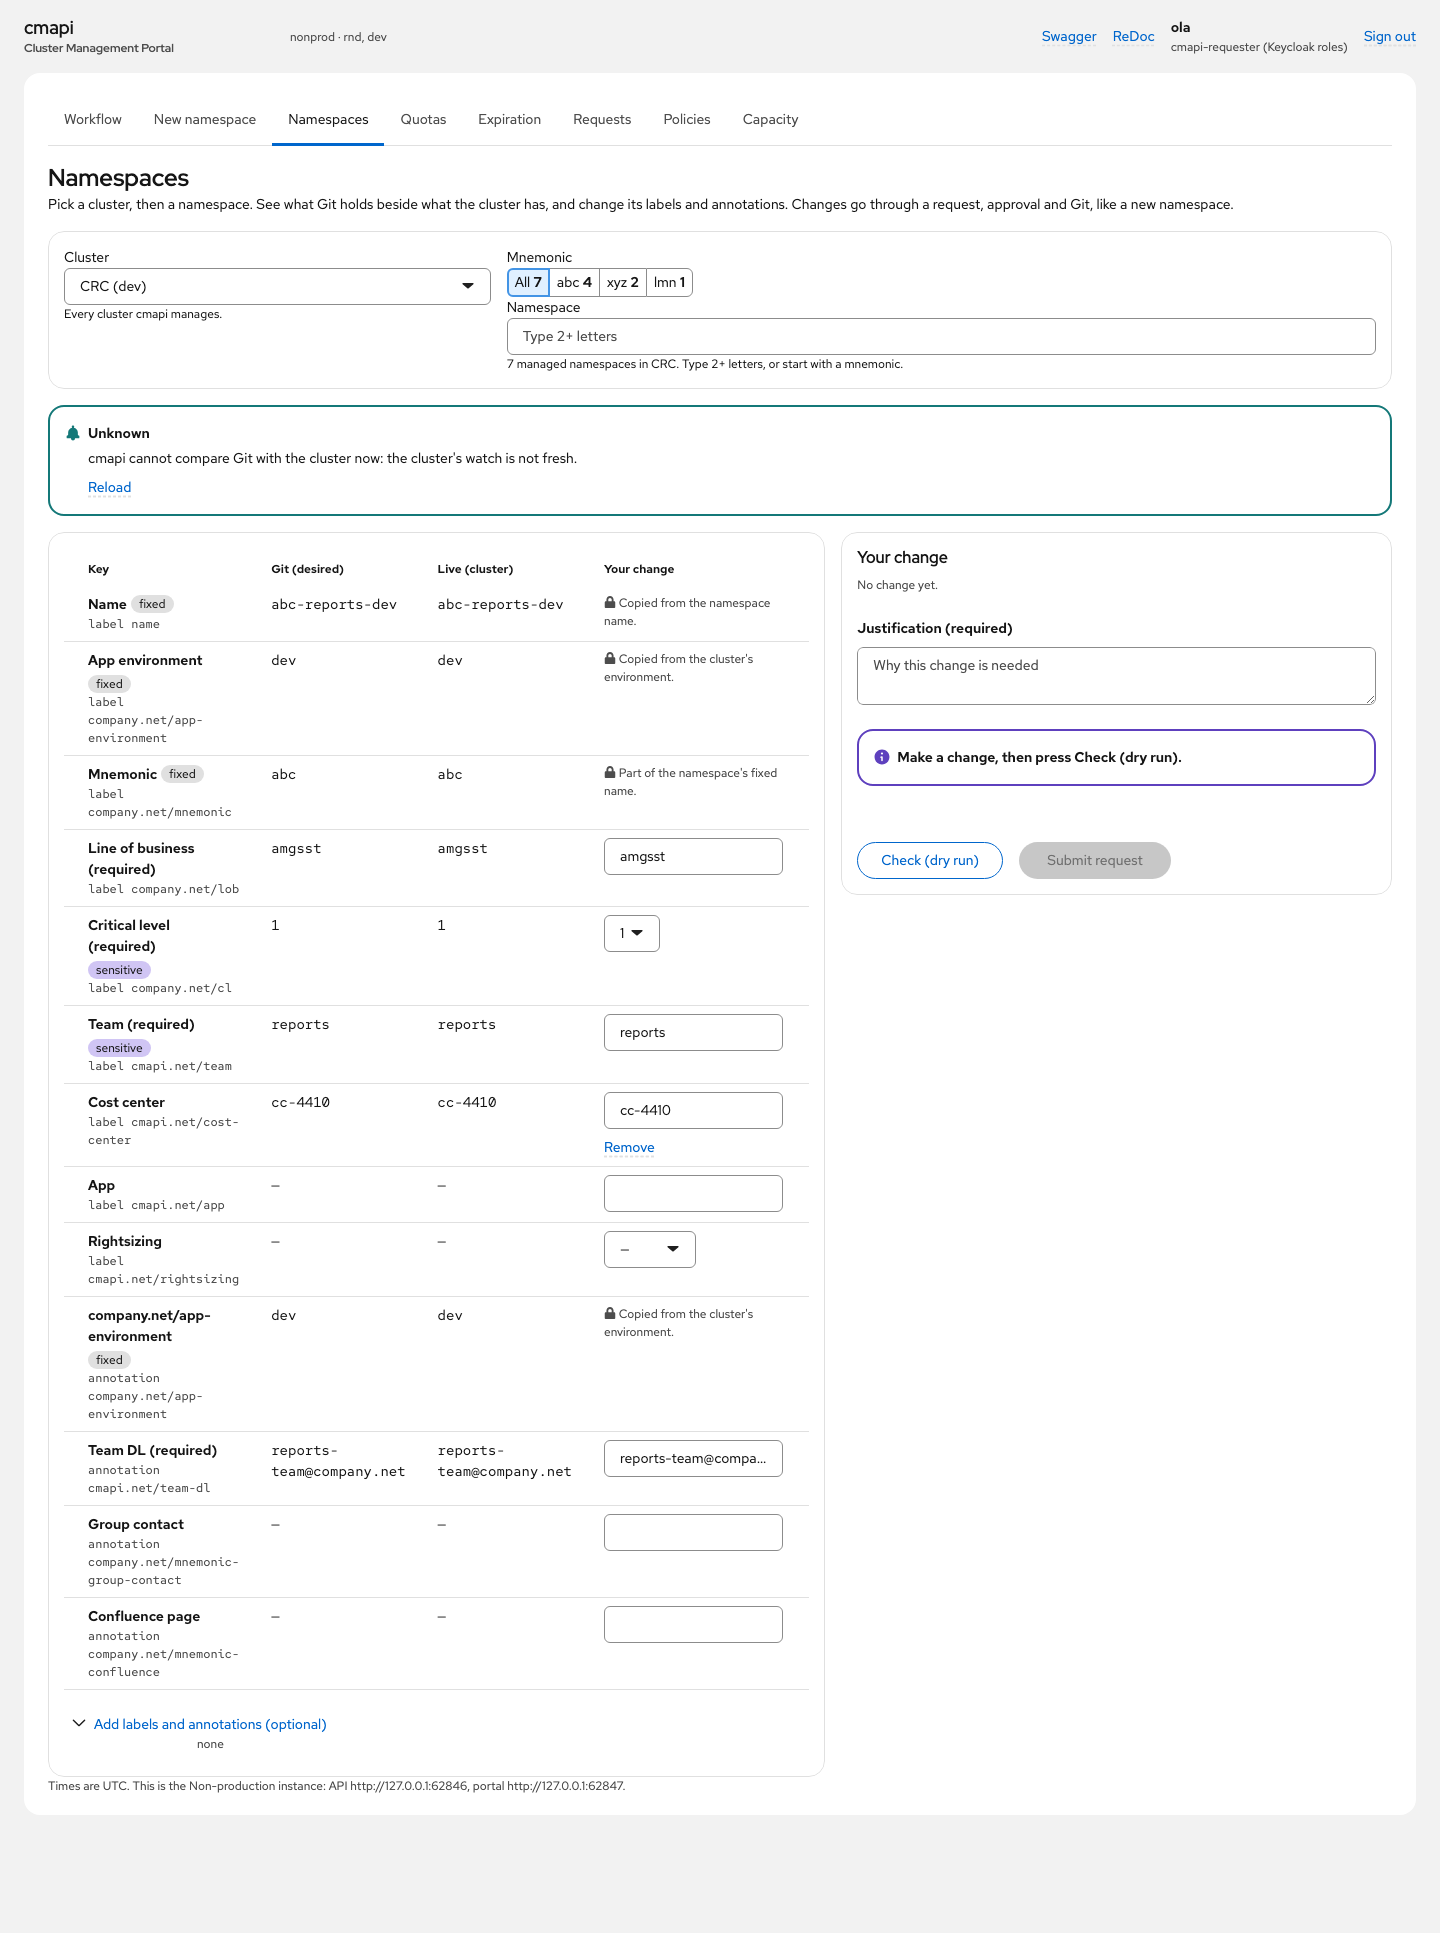 cmapi
Cluster Management Portal
nonprod · rnd, dev
Swagger
ReDoc
ola
cmapi-requester (Keycloak roles)
Sign out
Workflow
New namespace
Namespaces
Quotas
Expiration
Requests
Policies
Capacity
Namespaces
Pick a cluster, then a namespace. See what Git holds beside what the cluster has, and change its labels and annotations. Changes go through a request, approval and Git, like a new namespace.
Cluster
CRC (dev)
Every cluster cmapi manages.
Mnemonic
All 7
abc 4
xyz 2
lmn 1
Namespace
Type 2+ letters
7 managed namespaces in CRC. Type 2+ letters, or start with a mnemonic.
Unknown
cmapi cannot compare Git with the cluster now: the cluster's watch is not fresh.
Reload
Key
Git (desired)
Live (cluster)
Your change
Name fixed
label name
abc-reports-dev
abc-reports-dev
Copied from the namespace
name.
App environment
fixed
label
company.net/app-
environment
dev
dev
Copied from the cluster's
environment.
Mnemonic fixed
label
company.net/mnemonic
abc
abc
Part of the namespace's fixed
name.
Line of business
(required)
label company.net/lob
amgsst
amgsst
amgsst
Critical level
(required)
sensitive
label company.net/cl
1
1
1
Team (required)
sensitive
label cmapi.net/team
reports
reports
reports
Cost center
label cmapi.net/cost-
center
cc-4410
cc-4410
cc-4410
Remove
App
label cmapi.net/app
—
—
Rightsizing
label
cmapi.net/rightsizing
—
—
—
company.net/app-
environment
fixed
annotation
company.net/app-
environment
dev
dev
Copied from the cluster's
environment.
Team DL (required)
annotation
cmapi.net/team-dl
reports-
team@company.net
reports-
team@company.net
reports-team@compa...
Group contact
annotation
company.net/mnemonic-
group-contact
—
—
Confluence page
annotation
company.net/mnemonic-
confluence
—
—
Add labels and annotations (optional)
none
Your change
No change yet.
Justification (required)
Why this change is needed
Make a change, then press Check (dry run).
Check (dry run)
Submit request
Times are UTC. This is the Non-production instance: API http://127.0.0.1:62846, portal http://127.0.0.1:62847.